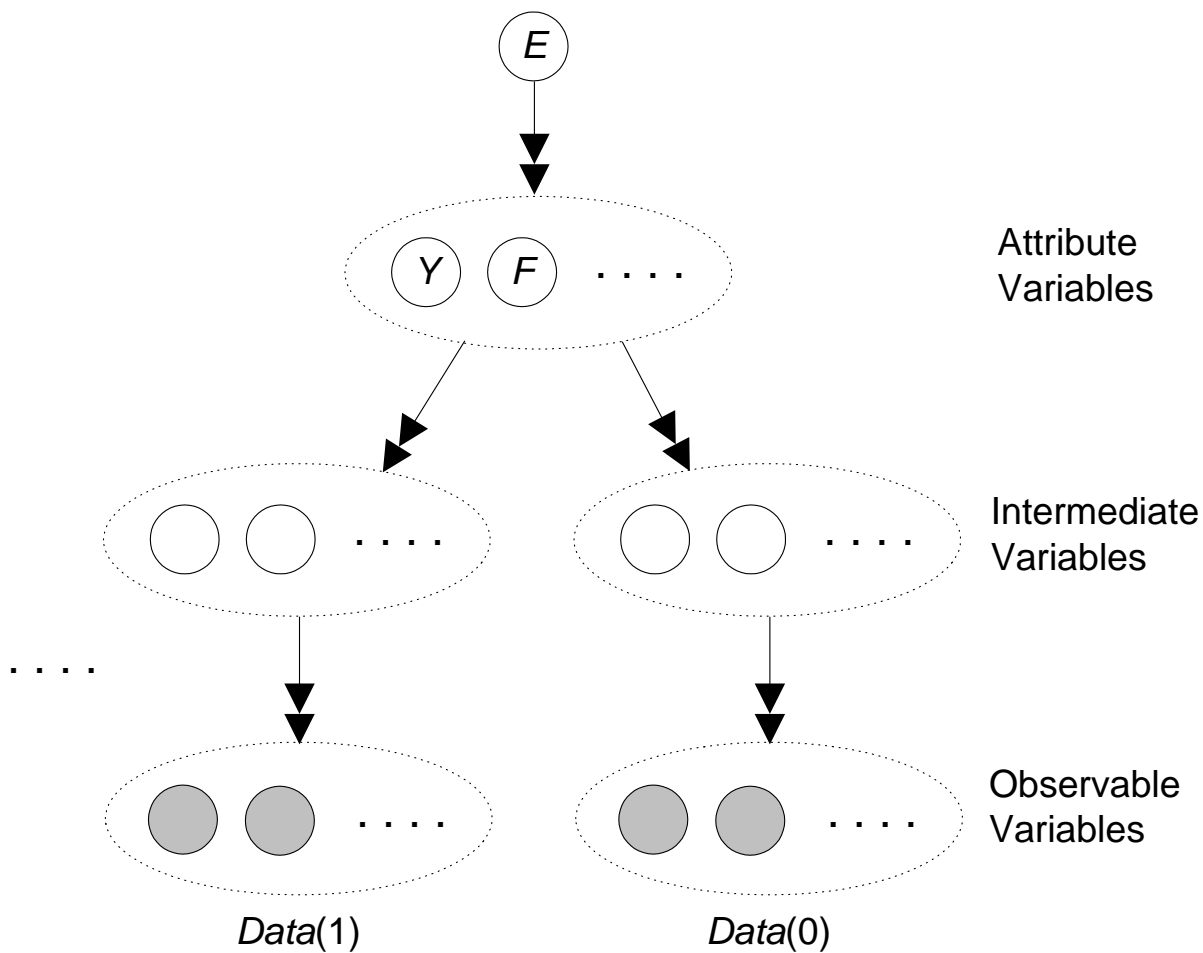 E
Y F . . . .
Attribute
Variables
. . . . . . . .
Intermediate
Variables
. . . .
. . . . . . . .
Observable
Variables
Data(1) Data(0)